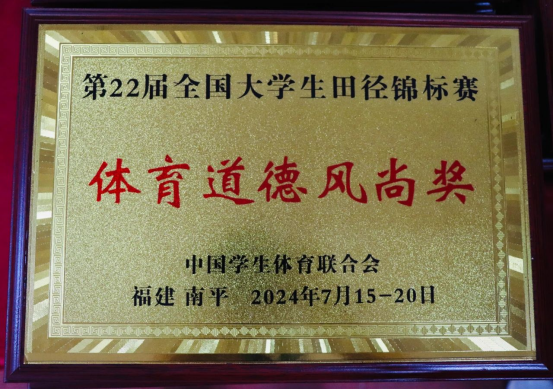 第22届全国大学生田径锦标赛
体育道德风尚奖
中国学生体育联合会
福建 南平 2024年7月15-20日